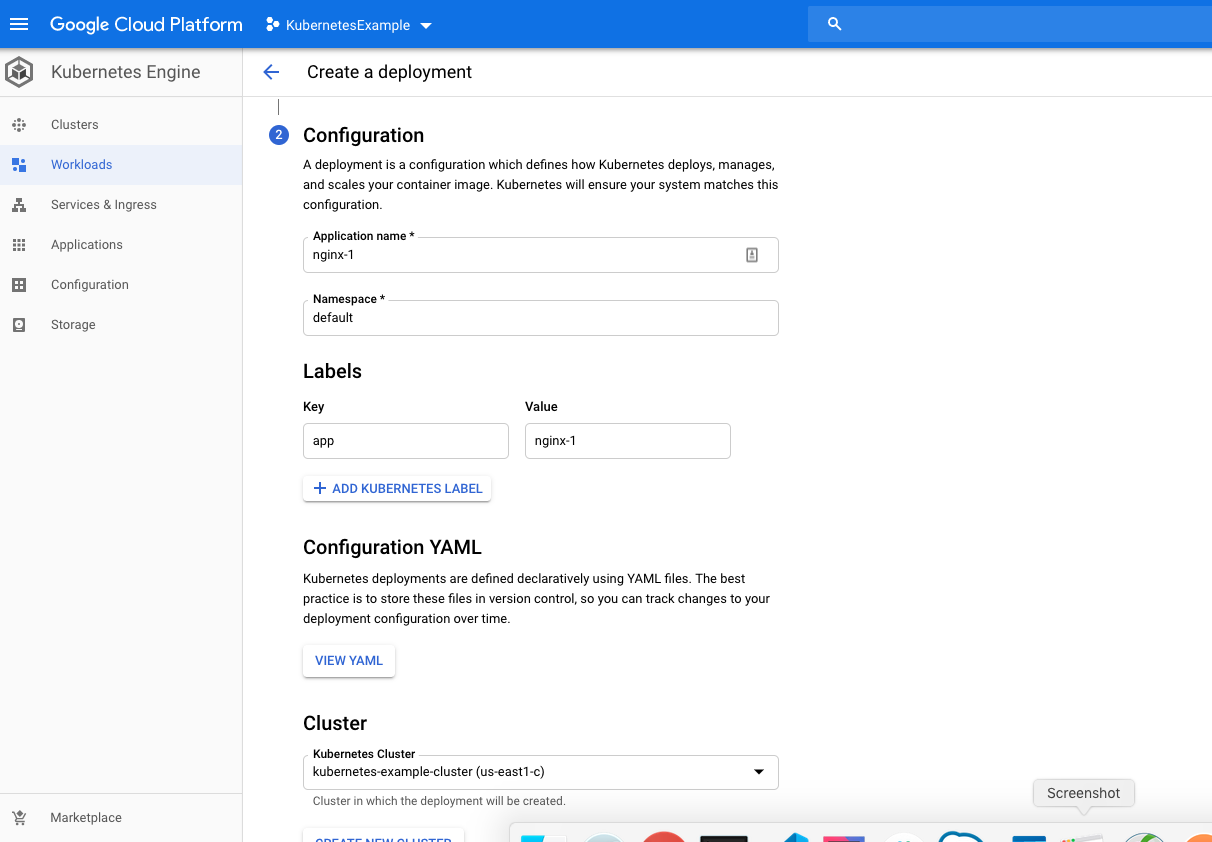 Google Cloud Platform
KubernetesExample
Kubernetes Engine
Create a deployment
Clusters
Workloads
Services & Ingress
Applications
Configuration
Storage
Marketplace
2
Configuration
A deployment is a configuration which defines how Kubernetes deploys, manages,
and scales your container image. Kubernetes will ensure your system matches this
configuration.
Application name *
nginx-1
Namespace *
default
Labels
Key
Value
app
nginx-1
ADD KUBERNETES LABEL
Configuration YAML
Kubernetes deployments are defined declaratively using YAML files. The best
practice is to store these files in version control, so you can track changes to your
deployment configuration over time.
VIEW YAML
Cluster
Kubernetes Cluster
kubernetes-example-cluster (us-east1-c)
Cluster in which the deployment will be created.
CREATE NEW CLUSTER
Screenshot